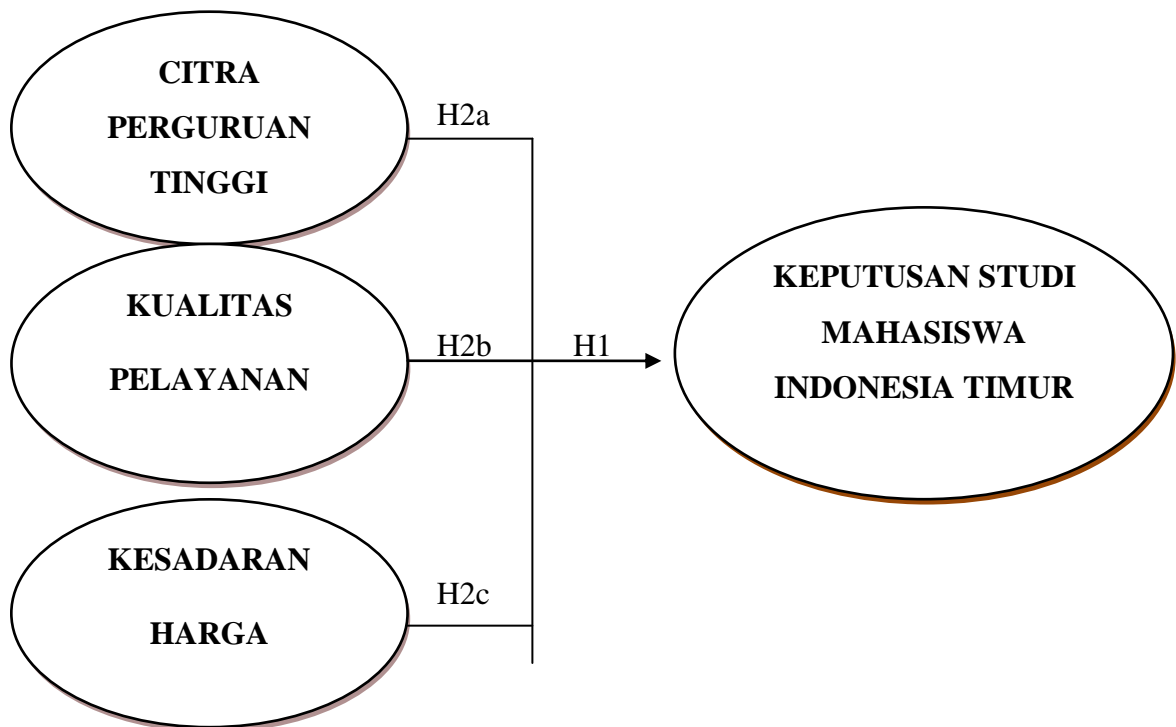 CITRA
PERGURUAN
TINGGI
H2a
KUALITAS
PELAYANAN
H2b
H1
KEPUTUSAN STUDI
MAHASISWA
INDONESIA TIMUR
KESADARAN
HARGA
H2c